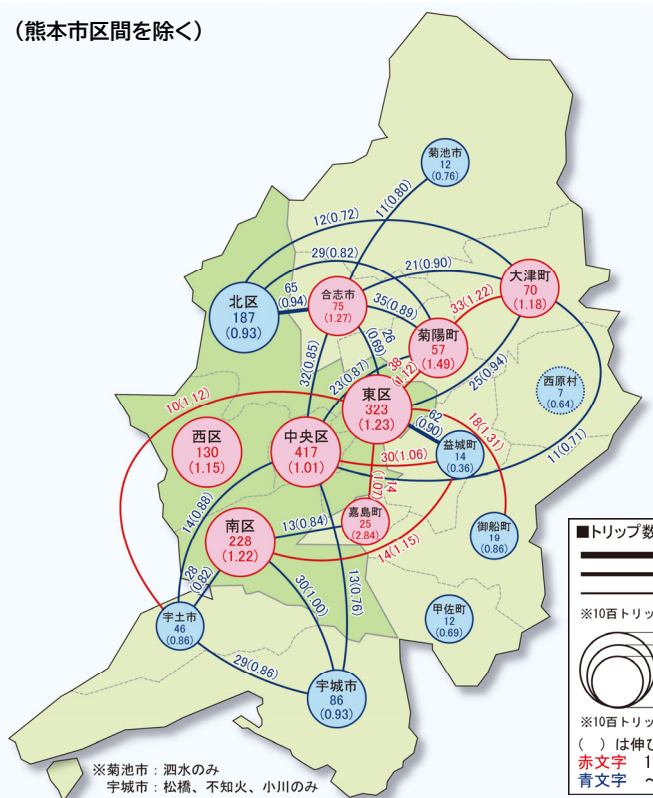 (熊本市区間を除く)
菊池市
12
(0.76)
11(0.80)
12(0.72)
29(0.82)
21(0.90)
大津町
70
(1.18)
65
(0.94)
北区
187
(0.93)
合志市
75
(1.27)
35(0.89)
33(1.22)
26
(0.69)
菊陽町
57
(1.49)
32(0.85)
23(0.87)
38
(1.12)
25(0.94)
西原村
7
(0.64)
10(1.12)
東区
323
(1.23)
62
(0.90)
18(1.31)
11(0.71)
西区
130
(1.15)
中央区
417
(1.01)
30(1.06)
益城町
14
(0.36)
14
(1.07)
14(0.88)
13(0.84)
嘉島町
25
(2.84)
御船町
19
(0.86)
南区
228
(1.22)
14(1.15)
28
(0.82)
30(1.00)
13(0.76)
宇土市
46
(0.86)
甲佐町
12
(0.69)
29(0.86)
宇城市
86
(0.93)
※菊池市:泗水のみ
宇城市:松橋、不知火、小川のみ
■トリップ数
※10百トリッ
※10百トリッ
( )は伸び
赤文字 1
青文字 ~